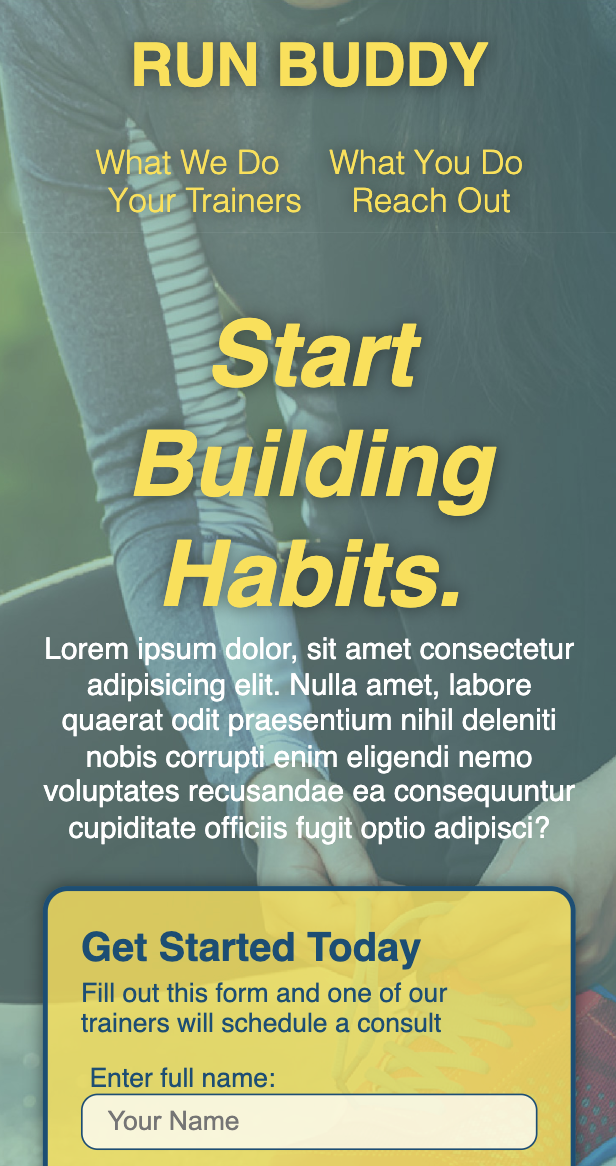 RUN BUDDY
What We Do What You Do
Your Trainers Reach Out
Start
Building
Habits.
Lorem ipsum dolor, sit amet consectetur
adipisicing elit. Nulla amet, labore
quaerat odit praesentium nihil deleniti
nobis corrupti enim eligendi nemo
voluptates recusandae ea consequuntur
cupiditate officiis fugit optio adipisci?
Get Started Today
Fill out this form and one of our
trainers will schedule a consult
Enter full name:
Your Name